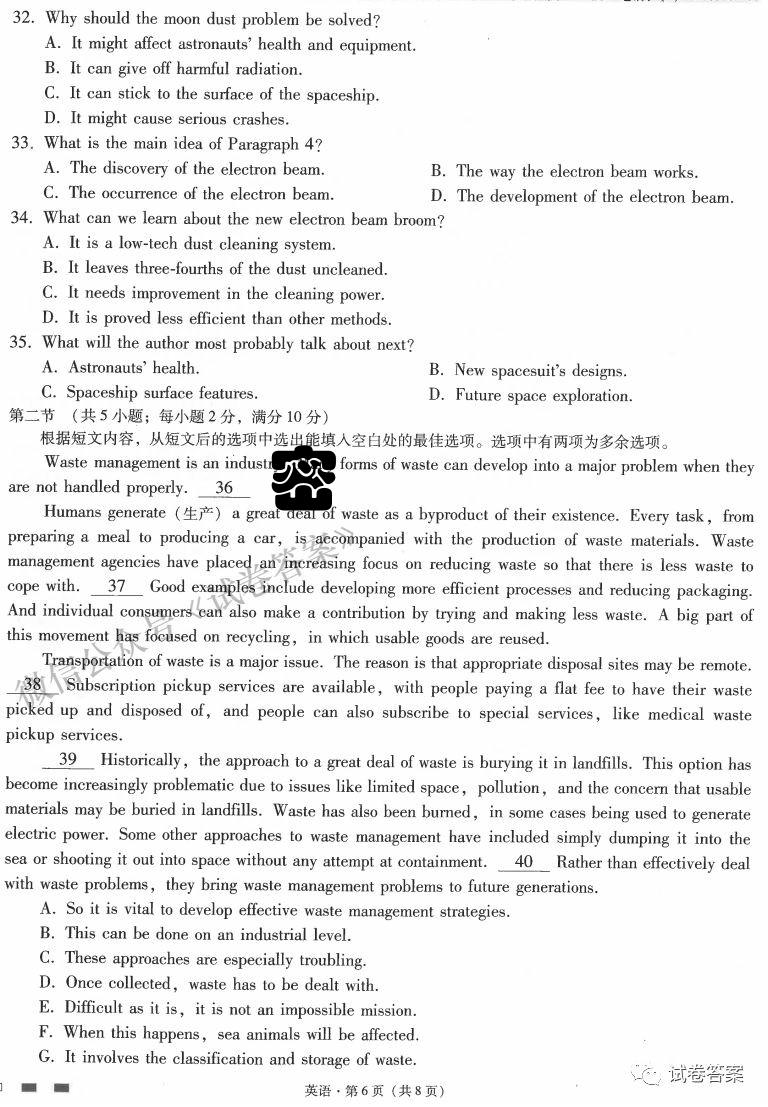 32. Why should the moon dust problem be solved?
A. It might affect astronauts' health and equipment.
B. It can give off harmful radiation.
C. It can stick to the surface of the spaceship.
D. It might cause serious crashes.
33. What is the main idea of Paragraph 4?
A. The discovery of the electron beam. B. The way the electron beam works.
C. The occurrence of the electron beam. D. The development of the electron beam.
34. What can we learn about the new electron beam broom?
A. It is a low-tech dust cleaning system.
B. It leaves three-fourths of the dust uncleaned.
C. It needs improvement in the cleaning power.
D. It is proved less efficient than other methods.
35. What will the author most probably talk about next?
A. Astronauts' health. B. New spacesuit's designs.
C. Spaceship surface features. D. Future space exploration.
第二节 (共5小题; 每小题2分, 满分10分)
根据短文内容, 从短文后的选项中选出能填入空白处的最佳选项。选项中有两项为多余选项。
Waste management is an forms of waste can develop into a major problem when they
are not handled properly. 36
Humans generate (生产) a great deal of waste as a byproduct of their existence. Every task, from
preparing a meal to producing a car, is accompanied with the production of waste materials. Waste
management agencies have placed an increasing focus on reducing waste so that there is less waste to
cope with. 37 Good examples include developing more efficient processes and reducing packaging.
And individual consumers can also make a contribution by trying and making less waste. A big part of
this movement has focused on recycling, in which usable goods are reused.
Transportation of waste is a major issue. The reason is that appropriate disposal sites may be remote.
38 Subscription pickup services are available, with people paying a flat fee to have their waste
picked up and disposed of, and people can also subscribe to special services, like medical waste
pickup services.
39 Historically, the approach to a great deal of waste is burying it in landfills. This option has
become increasingly problematic due to issues like limited space, pollution, and the concern that usable
materials may be buried in landfills. Waste has also been burned, in some cases being used to generate
electric power. Some other approaches to waste management have included simply dumping it into the
sea or shooting it out into space without any attempt at containment. 40 Rather than effectively deal
with waste problems, they bring waste management problems to future generations.
A. So it is vital to develop effective waste management strategies.
B. This can be done on an industrial level.
C. These approaches are especially troubling.
D. Once collected, waste has to be dealt with.
E. Difficult as it is, it is not an impossible mission.
F. When this happens, sea animals will be affected.
G. It involves the classification and storage of waste.
英语·第6页 (共8页)
试卷答案
微信公众号《试卷答案》